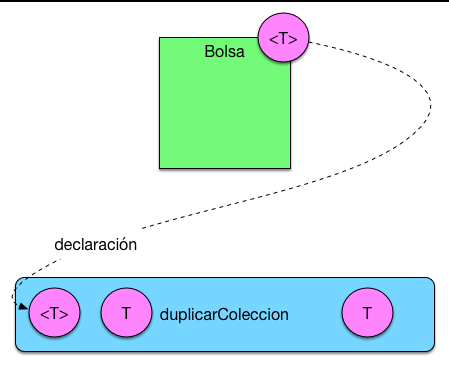 Bolsa
<T>
declaración
<T>
T
duplicarColeccion
T